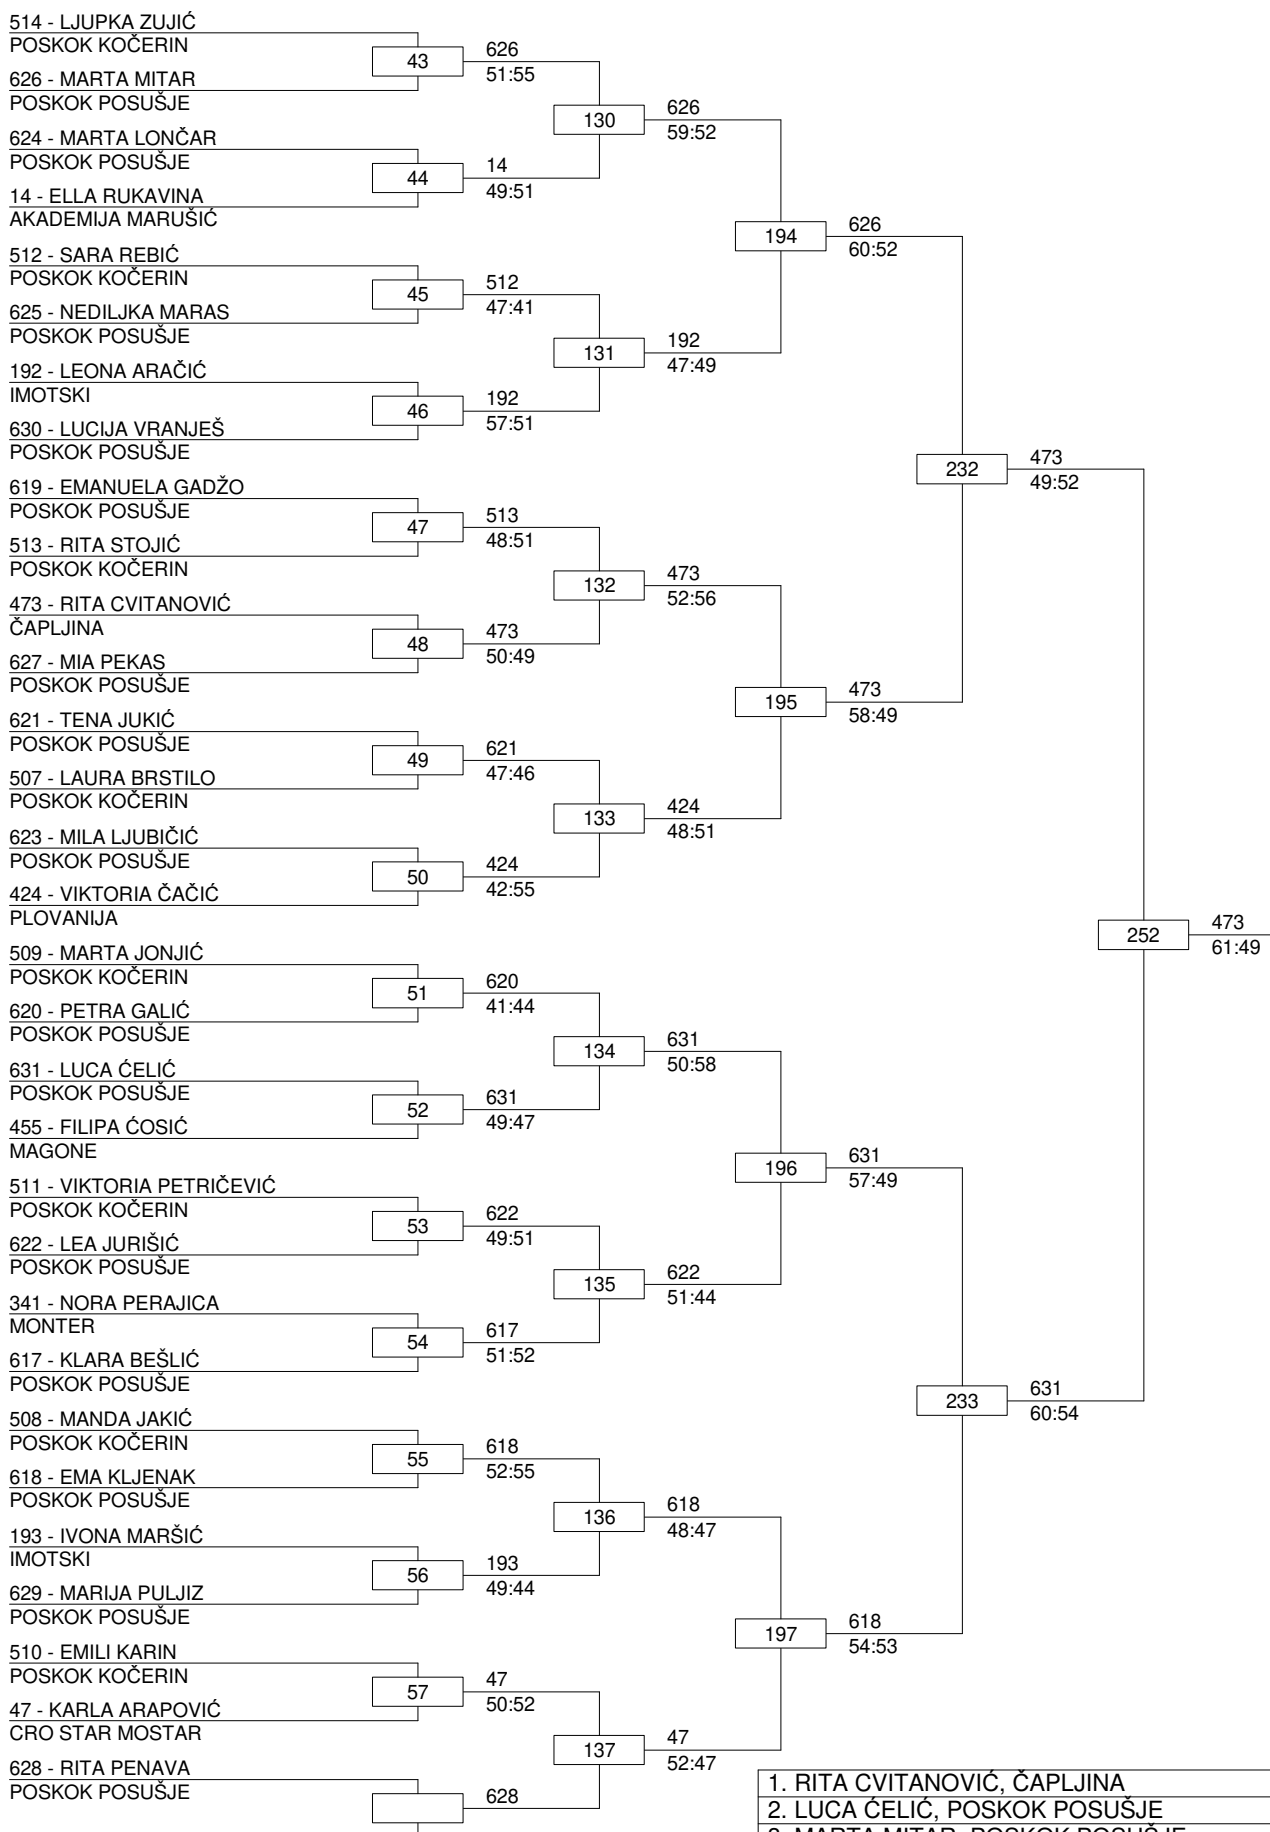 514 - LJUPKA ZUJIĆ
POSKOK KOČERIN
626 - MARTA MITAR
POSKOK POSUŠJE
43
626
51:55
624 - MARTA LONČAR
POSKOK POSUŠJE
14 - ELLA RUKAVINA
AKADEMIJA MARUŠIĆ
44
14
49:51
130
626
59:52
512 - SARA REBIĆ
POSKOK KOČERIN
625 - NEDILJKA MARAS
POSKOK POSUŠJE
45
512
47:41
192 - LEONA ARAČIĆ
IMOTSKI
630 - LUCIJA VRANJEŠ
POSKOK POSUŠJE
46
192
57:51
131
192
47:49
194
626
60:52
619 - EMANUELA GADŽO
POSKOK POSUŠJE
513 - RITA STOJIĆ
POSKOK KOČERIN
47
513
48:51
473 - RITA CVITANOVIĆ
ČAPLJINA
627 - MIA PEKAS
POSKOK POSUŠJE
48
473
50:49
132
473
52:56
621 - TENA JUKIĆ
POSKOK POSUŠJE
507 - LAURA BRSTILO
POSKOK KOČERIN
49
621
47:46
623 - MILA LJUBIČIĆ
POSKOK POSUŠJE
424 - VIKTORIA ČAČIĆ
PLOVANIJA
50
424
42:55
133
424
48:51
195
473
58:49
232
473
49:52
509 - MARTA JONJIĆ
POSKOK KOČERIN
620 - PETRA GALIĆ
POSKOK POSUŠJE
51
620
41:44
631 - LUCA ĆELIĆ
POSKOK POSUŠJE
455 - FILIPA ĆOSIĆ
MAGONE
52
631
49:47
134
631
50:58
511 - VIKTORIA PETRIČEVIĆ
POSKOK KOČERIN
622 - LEA JURIŠIĆ
POSKOK POSUŠJE
53
622
49:51
341 - NORA PERAJICA
MONTER
617 - KLARA BEŠLIĆ
POSKOK POSUŠJE
54
617
51:52
135
622
51:44
196
631
57:49
508 - MANDA JAKIĆ
POSKOK KOČERIN
618 - EMA KLJENAK
POSKOK POSUŠJE
55
618
52:55
193 - IVONA MARŠIĆ
IMOTSKI
629 - MARIJA PULJIZ
POSKOK POSUŠJE
56
193
49:44
136
618
48:47
510 - EMILI KARIN
POSKOK KOČERIN
47 - KARLA ARAPOVIĆ
CRO STAR MOSTAR
57
47
50:52
628 - RITA PENAVA
POSKOK POSUŠJE
628
137
47
52:47
197
618
54:53
233
631
60:54
252
473
61:49
1. RITA CVITANOVIĆ, ČAPLJINA
2. LUCA ĆELIĆ, POSKOK POSUŠJE
3. MARTA MITAR, POSKOK POSUŠJE